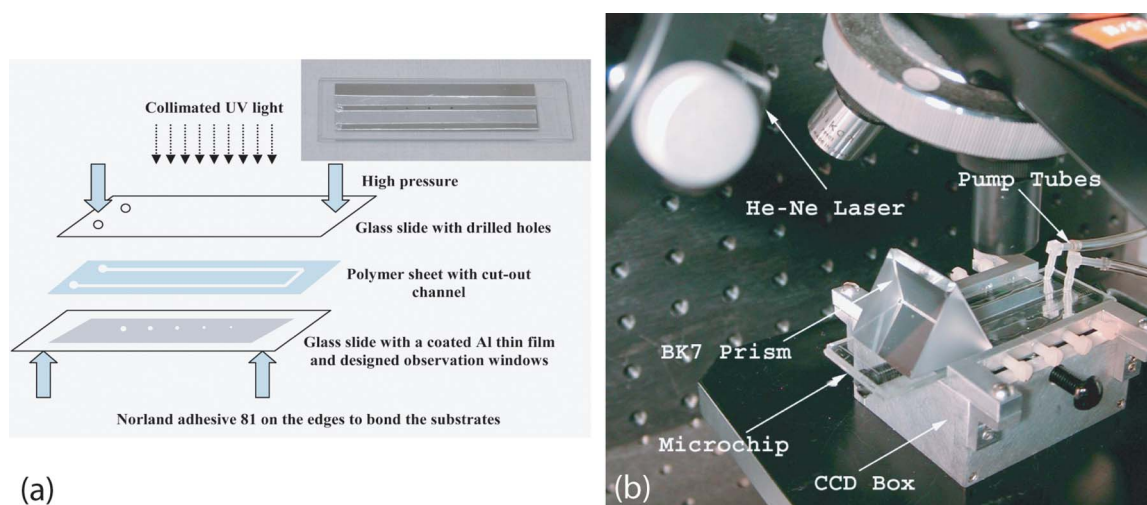 Collimated UV light
High pressure
Glass slide with drilled holes
Polymer sheet with cut-out
channel
Glass slide with a coated Al thin film
and designed observation windows
Norland adhesive 81 on the edges to bond the substrates
(a)
Pump Tubes
He-Ne Laser
BK7 Prism
Microchip
CCD Box
(b)